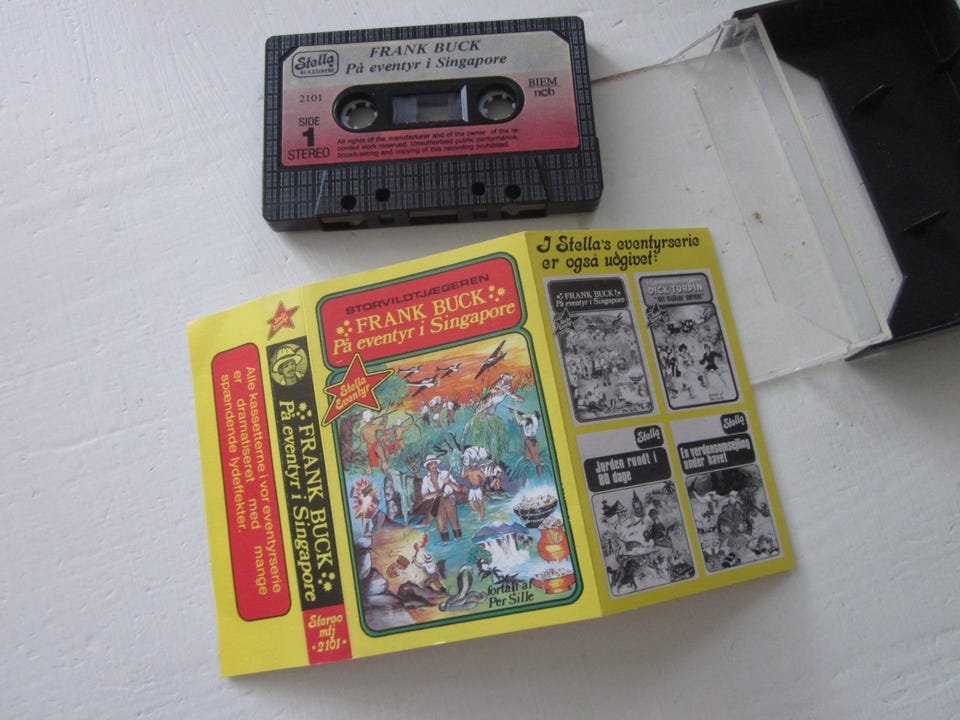 Stella
KLASSIKERE
FRANK BUCK
På eventyr i Singapore
2101
BIEM
ncb
SIDE
1
STEREO
All rights of the manufacturer and of the owner of the re-
corded work reserved. Unauthorised public performance,
broadcasting and copying of this recording prohibited.
Alle kassetterne i vor eventyrserie
er dramatiseret med mange
spændende lydeffekter.
FRANK BUCK
På eventyr i Singapore
Stereo
mtj
•2101•
STORVILDTJÆGEREN
FRANK BUCK
På eventyr i Singapore
Stella
Eventyr
fortalt af
Per Sille
I Stella's eventyrserie
er også udgivet:
FRANK BUCK
På eventyr i Singapore
DICK TURPIN
Stella
Jorden rundt i
80 dage
Stella
En verdensomsejling
under havet